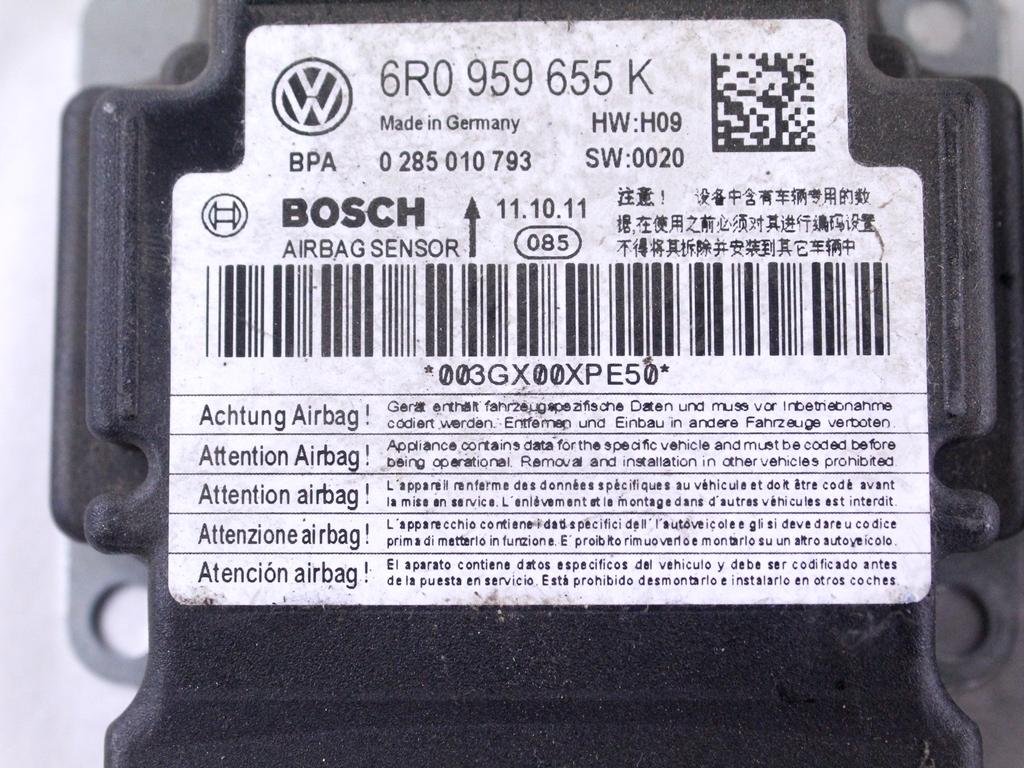 6R0 959 655 K
Made in Germany HW:H09
BPA 0 285 010 793 SW:0020
BOSCH 11.10.11
AIRBAG SENSOR 085
注意! 设备中含有车辆专用的数
据,在使用之前必须对其进行编码设置
不得将其拆除并安装到其它车辆中
*003GX00XPE50*
Achtung Airbag! Gerät enthält fahrzeugspezifische Daten und muss vor Inbetriebnahme
codiert werden. Entfernen und Einbau in andere Fahrzeuge verboten.
Attention Airbag! Appliance contains data for the specific vehicle and must be coded before
being operational. Removal and installation in other vehicles prohibited.
Attention airbag! L'appareil renferme des données spécifiques au véhicule et doit être codé avant
la mise en service. L'enlèvement et le montage dans d'autres véhicules est interdit.
Attenzione airbag! L'apparecchio contiene i dati specifici dell'autoveicolo e gli si deve dare u codice
prima di metterlo in funzione. E' proibito rimuoverlo e montarlo su un altro autoveicolo.
Atención airbag! El aparato contiene datos especificos del vehiculo y debe ser codificado antes
de la puesta en servicio. Está prohibido desmontarlo e instalarlo en otros coches.